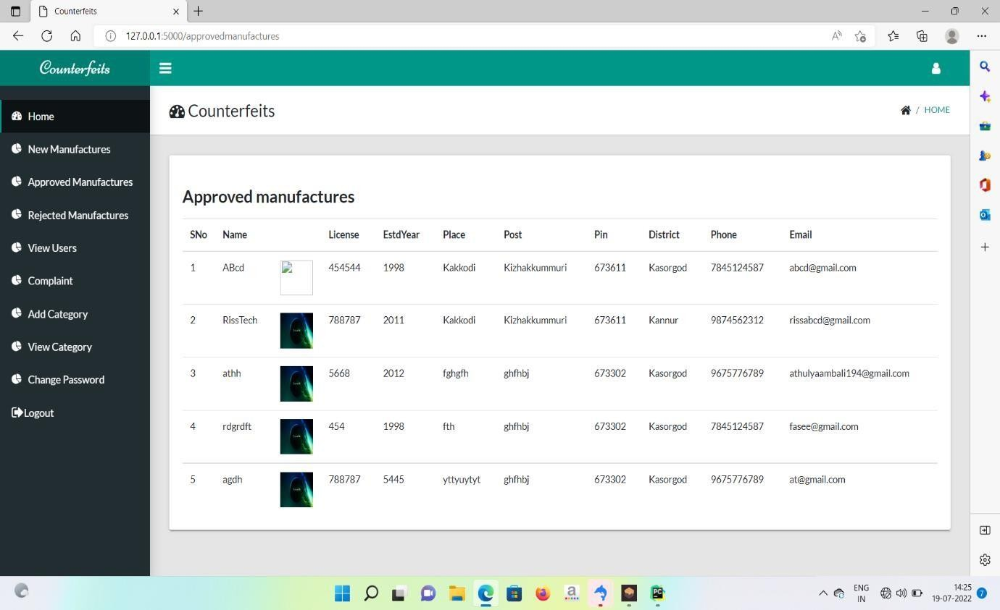 Counterfeits
127.0.0.1:5000/approvedmanufactures
Counterfeits
Counterfeits
/ HOME
Home
New Manufactures
Approved Manufactures
Rejected Manufactures
View Users
Complaint
Add Category
View Category
Change Password
Logout
Approved manufactures
SNo Name License EstdYear Place Post Pin District Phone Email
1 ABcd 454544 1998 Kakkodi Kizhakkummuri 673611 Kasorgod 7845124587 abcd@gmail.com
2 RissTech 788787 2011 Kakkodi Kizhakkummuri 673611 Kannur 9874562312 rissabcd@gmail.com
3 athh 5668 2012 fghgfh ghfhbj 673302 Kasorgod 9675776789 athulyaambali194@gmail.com
4 rdgrdft 454 1998 fth ghfhbj 673302 Kasorgod 7845124587 fasee@gmail.com
5 agdh 788787 5445 yttyuytyt ghfhbj 673302 Kasorgod 9675776789 at@gmail.com
ENG
IN
14:25
19-07-2022
7